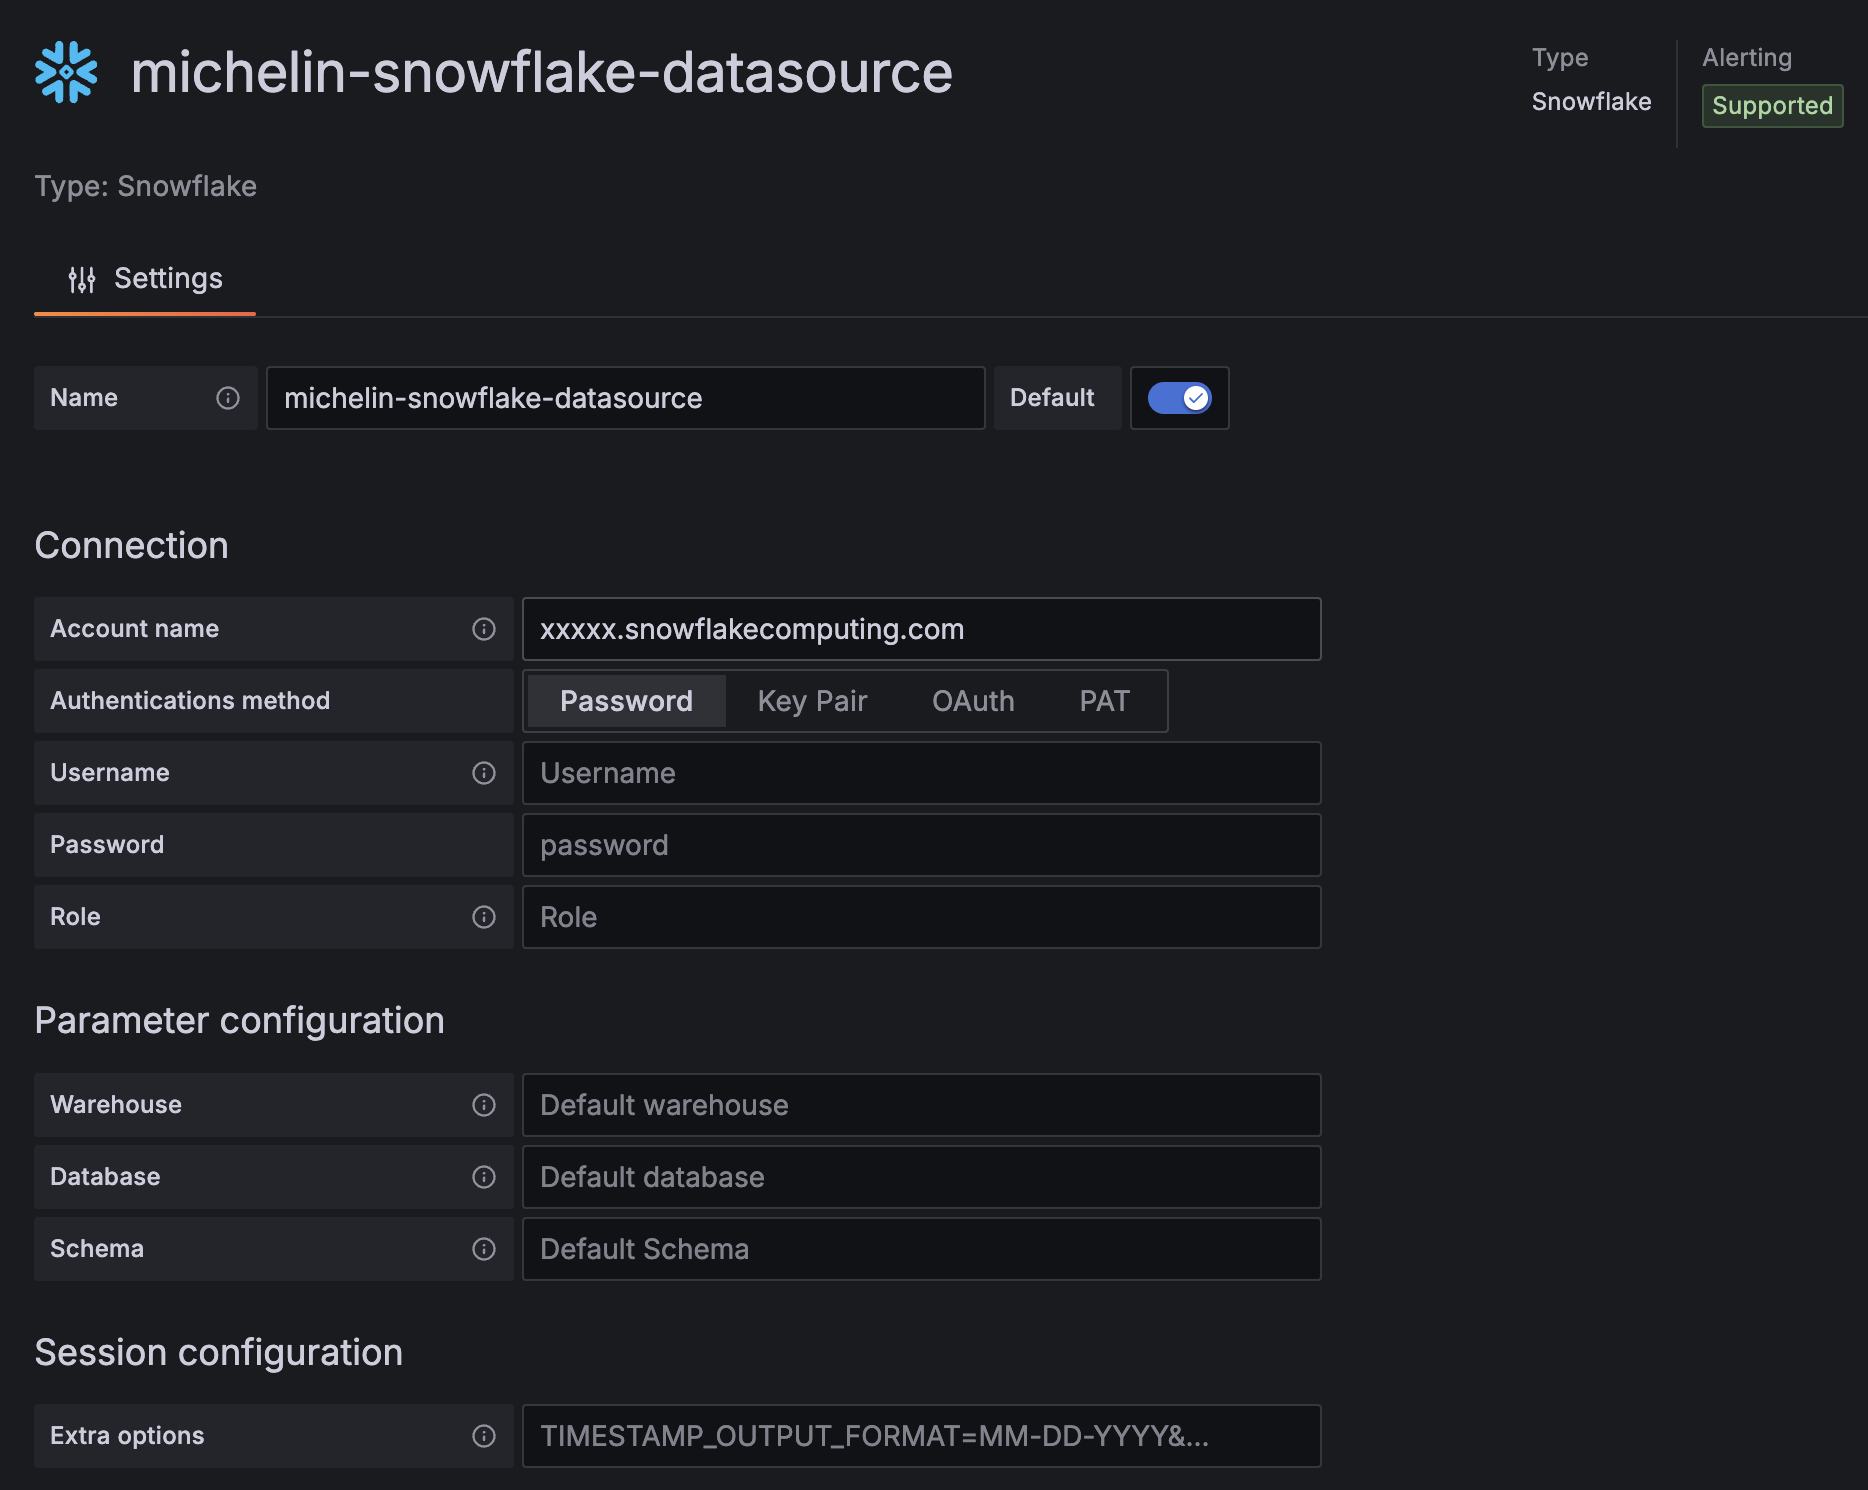 michelin-snowflake-datasource
Type
Snowflake
Alerting
Supported
Type: Snowflake
Settings
Name
michelin-snowflake-datasource
Default
Connection
Account name
xxxxx.snowflakecomputing.com
Authentications method
Password Key Pair OAuth PAT
Username
Username
Password
password
Role
Role
Parameter configuration
Warehouse
Default warehouse
Database
Default database
Schema
Default Schema
Session configuration
Extra options
TIMESTAMP_OUTPUT_FORMAT=MM-DD-YYYY&...